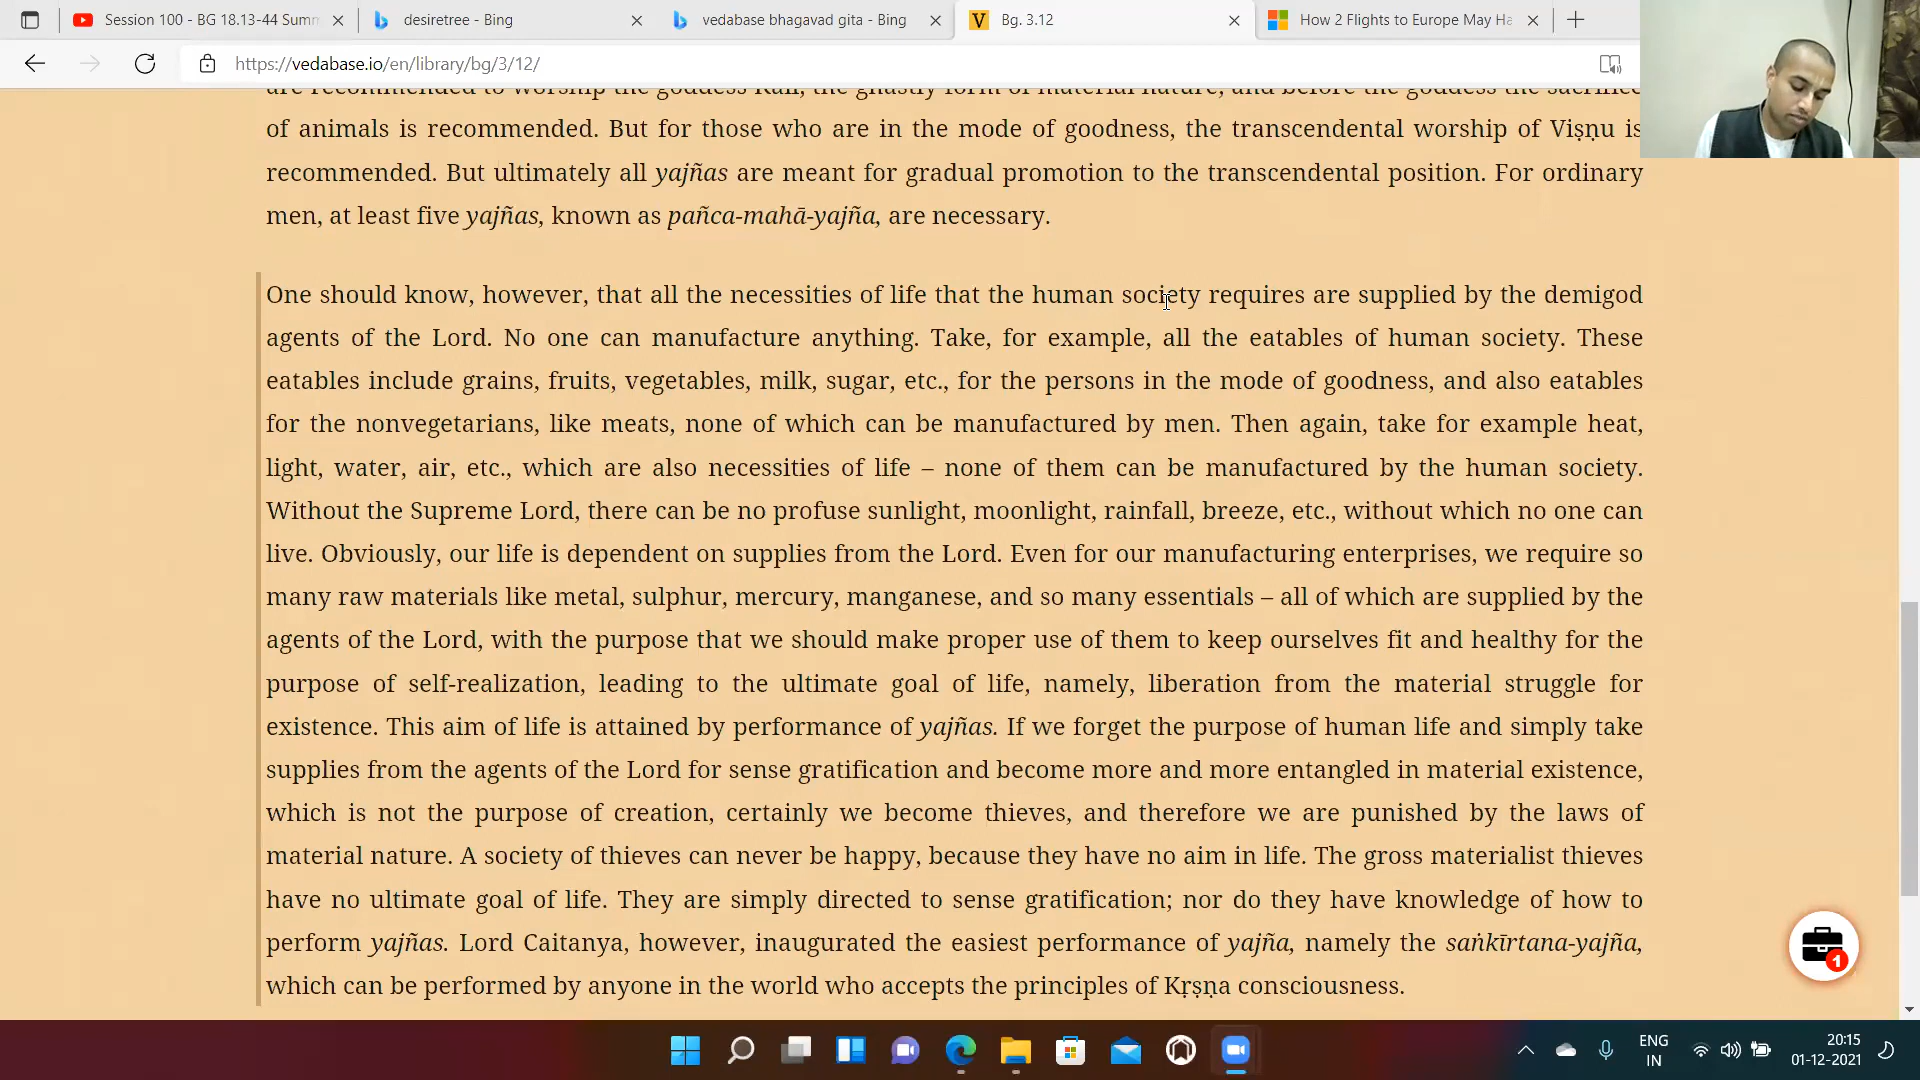 Session 100 - BG 18.13-44 Summ
desiretree - Bing
vedabase bhagavad gita - Bing
Bg. 3.12
How 2 Flights to Europe May Ha
https://vedabase.io/en/library/bg/3/12/
are recommended to worship the goddess Kālī, the ghastly form of material nature, and before the goddess the sacrifice
of animals is recommended. But for those who are in the mode of goodness, the transcendental worship of Viṣṇu is
recommended. But ultimately all yajñas are meant for gradual promotion to the transcendental position. For ordinary
men, at least five yajñas, known as pañca-mahā-yajña, are necessary.
One should know, however, that all the necessities of life that the human society requires are supplied by the demigod
agents of the Lord. No one can manufacture anything. Take, for example, all the eatables of human society. These
eatables include grains, fruits, vegetables, milk, sugar, etc., for the persons in the mode of goodness, and also eatables
for the nonvegetarians, like meats, none of which can be manufactured by men. Then again, take for example heat,
light, water, air, etc., which are also necessities of life – none of them can be manufactured by the human society.
Without the Supreme Lord, there can be no profuse sunlight, moonlight, rainfall, breeze, etc., without which no one can
live. Obviously, our life is dependent on supplies from the Lord. Even for our manufacturing enterprises, we require so
many raw materials like metal, sulphur, mercury, manganese, and so many essentials – all of which are supplied by the
agents of the Lord, with the purpose that we should make proper use of them to keep ourselves fit and healthy for the
purpose of self-realization, leading to the ultimate goal of life, namely, liberation from the material struggle for
existence. This aim of life is attained by performance of yajñas. If we forget the purpose of human life and simply take
supplies from the agents of the Lord for sense gratification and become more and more entangled in material existence,
which is not the purpose of creation, certainly we become thieves, and therefore we are punished by the laws of
material nature. A society of thieves can never be happy, because they have no aim in life. The gross materialist thieves
have no ultimate goal of life. They are simply directed to sense gratification; nor do they have knowledge of how to
perform yajñas. Lord Caitanya, however, inaugurated the easiest performance of yajña, namely the saṅkīrtana-yajña,
which can be performed by anyone in the world who accepts the principles of Kṛṣṇa consciousness.
1
ENG
IN
20:15
01-12-2021